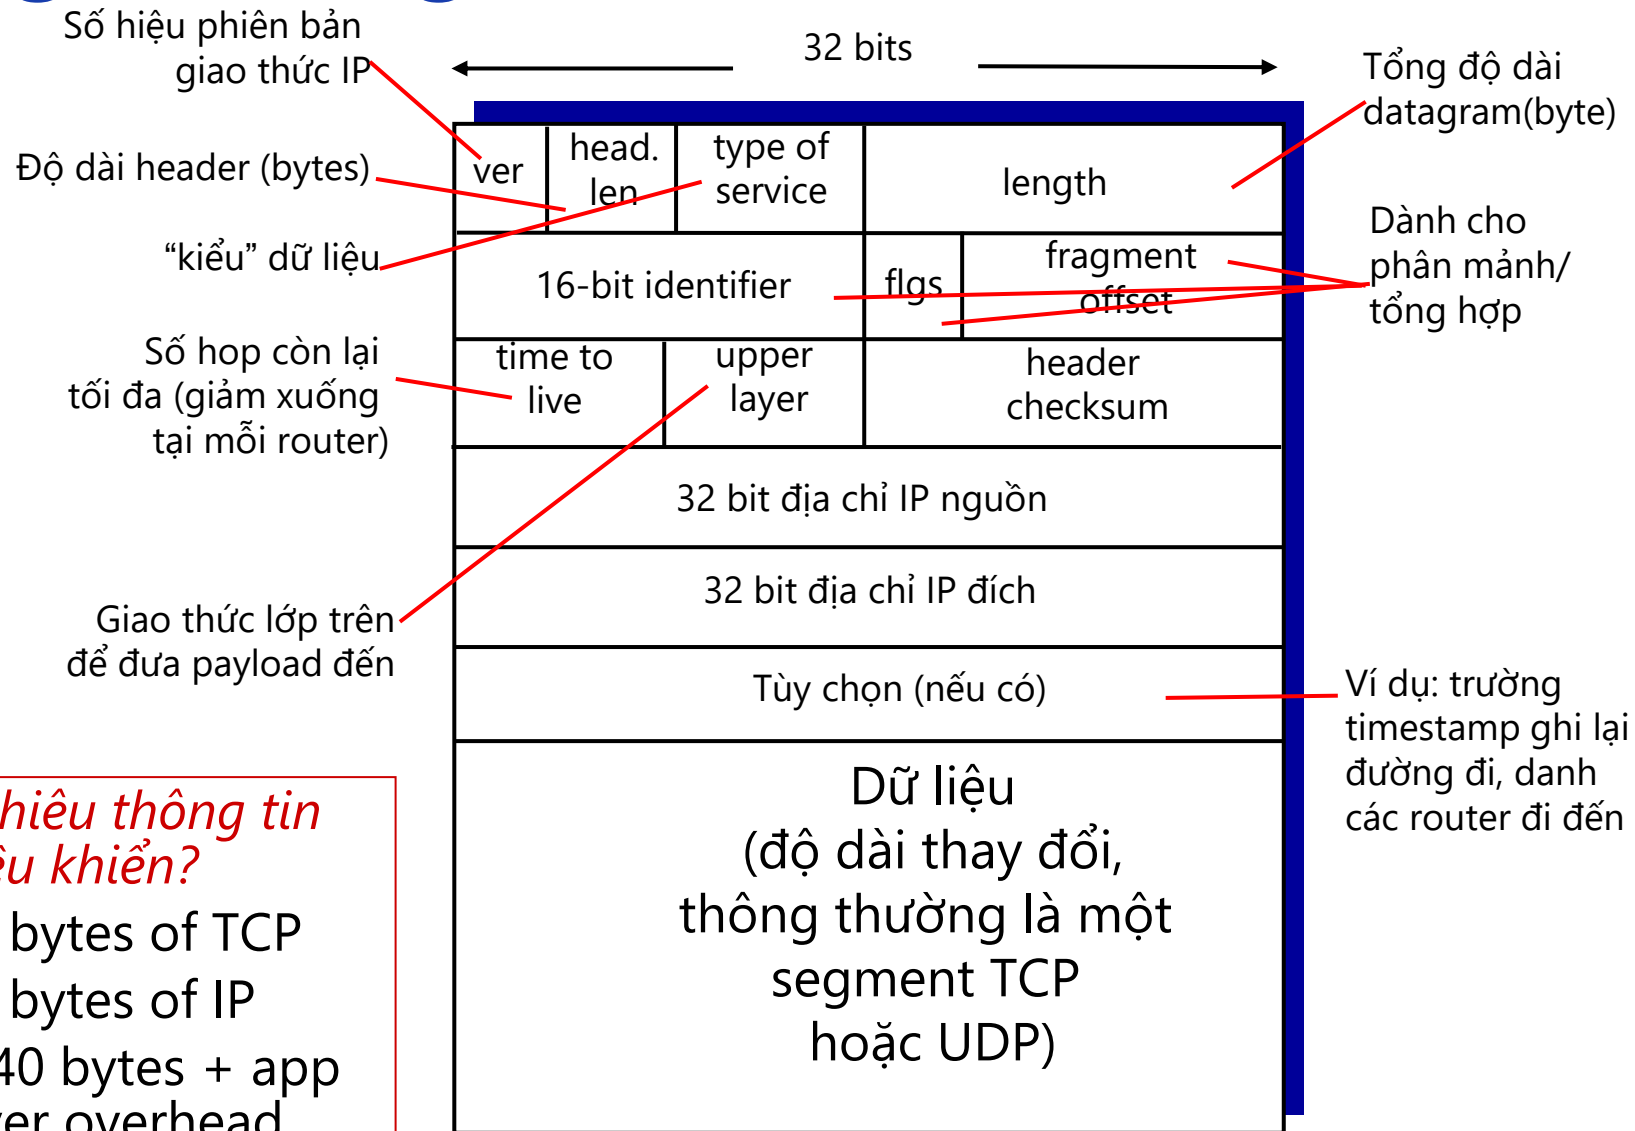 Số hiệu phiên bản
giao thức IP
32 bits
Tổng độ dài
datagram(byte)
Độ dài header (bytes)
ver
head.
len
type of
service
length
"kiểu" dữ liệu
16-bit identifier
flgs
fragment
offset
Dành cho
phân mảnh/
tổng hợp
Số hop còn lại
tối đa (giảm xuống
tại mỗi router)
time to
live
upper
layer
header
checksum
32 bit địa chỉ IP nguồn
32 bit địa chỉ IP đích
Giao thức lớp trên
để đưa payload đến
Tùy chọn (nếu có)
Ví dụ: trường
timestamp ghi lại
đường đi, danh
các router đi đến
Dữ liệu
(độ dài thay đổi,
thông thường là một
segment TCP
hoặc UDP)
thông tin
khiển?
bytes of TCP
bytes of IP
40 bytes + app
overhead